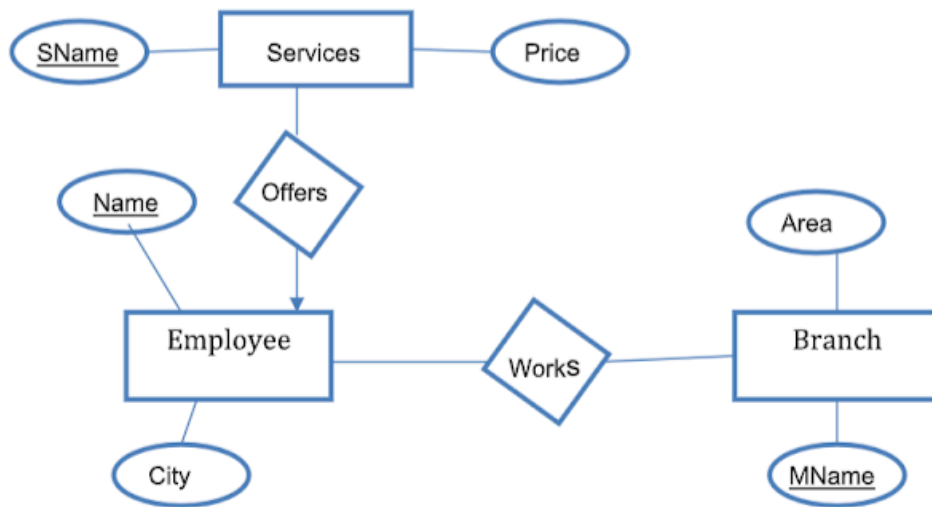 SName
Services
Price
Name
Offers
Area
Employee
Works
Branch
City
MName